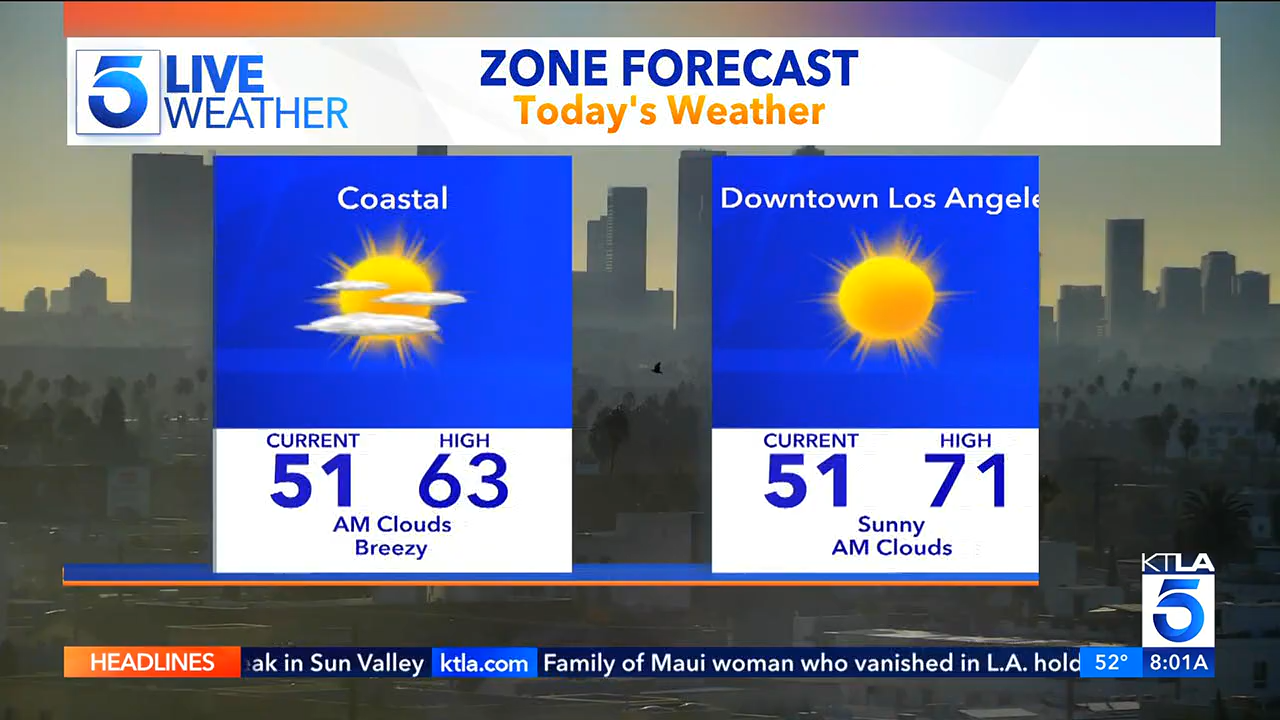 5 LIVE
WEATHER
ZONE FORECAST
Today's Weather
Coastal
CURRENT HIGH
51 63
AM Clouds
Breezy
Downtown Los Angele
CURRENT HIGH
51 71
Sunny
AM Clouds
KTLA
5
HEADLINES ak in Sun Valley ktla.com Family of Maui woman who vanished in L.A. hold 52° 8:01A